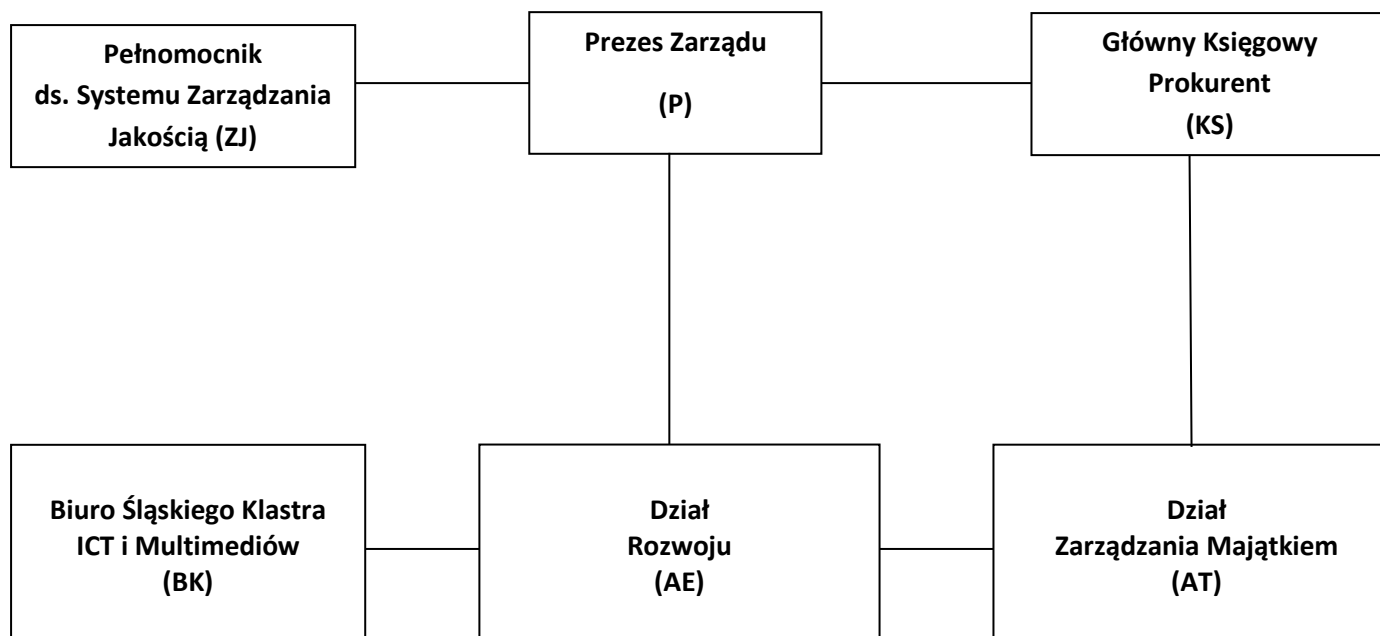 Pełnomocnik
ds. Systemu Zarządzania
Jakością (ZJ)
Prezes Zarządu
(P)
Główny Księgowy
Prokurent
(KS)
Biuro Śląskiego Klastra
ICT i Multimediów
(BK)
Dział
Rozwoju
(AE)
Dział
Zarządzania Majątkiem
(AT)